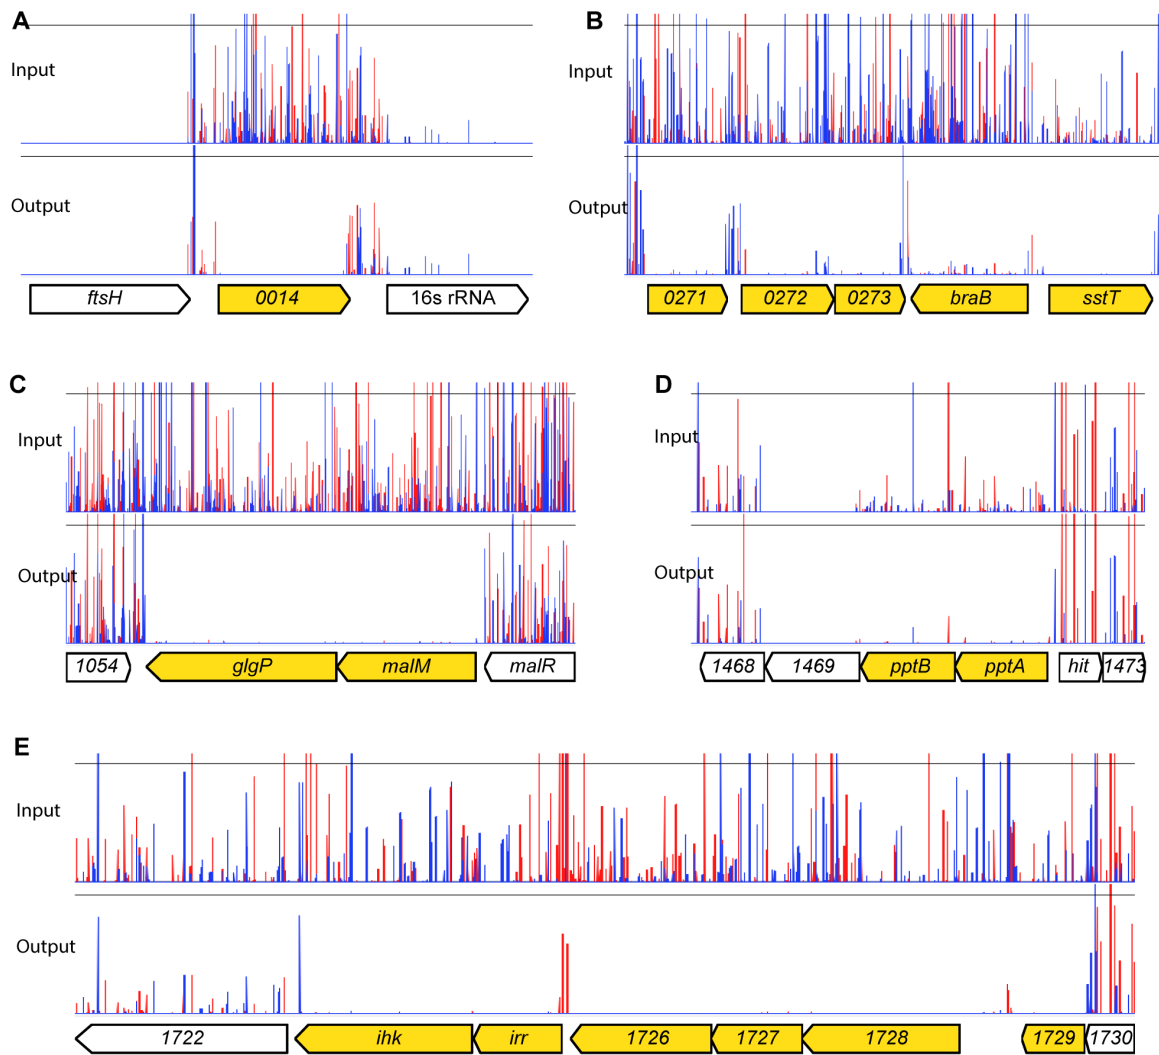 A
Input
Output
ftsH 0014 16s rRNA
B
Input
Output
0271 0272 0273 braB sstT
C
Input
Output
1054 glgP malM malR
D
Input
Output
1468 1469 pptB pptA hit 1473
E
Input
Output
1722 ihk irr 1726 1727 1728 1729 1730